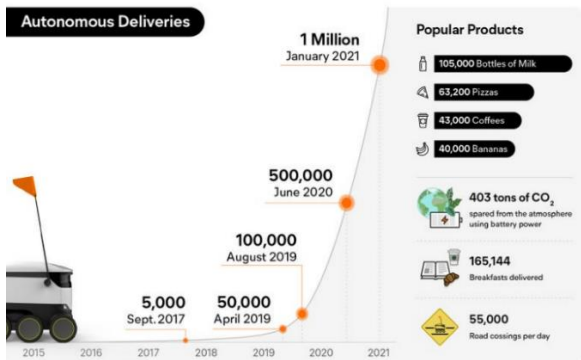 Autonomous Deliveries
1 Million
January 2021
500,000
June 2020
100,000
August 2019
5,000
Sept. 2017
50,000
April 2019
2015
2016
2017
2018
2019
2020
2021
Popular Products
105,000 Bottles of Milk
63,200 Pizzas
43,000 Coffees
40,000 Bananas
403 tons of CO₂
spared from the atmosphere
using battery power
165,144
Breakfasts delivered
55,000
Road cossings per day